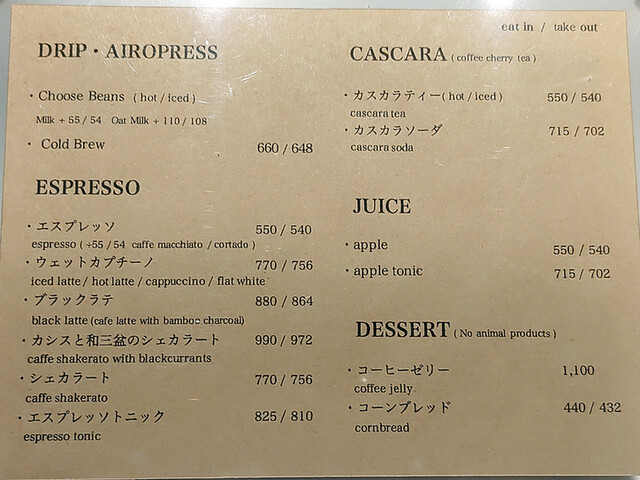 eat in / take out
DRIP・AIROPRESS
・Choose Beans ( hot / iced )
Milk + 55 / 54 Oat Milk + 110 / 108
・ Cold Brew 660 / 648
ESPRESSO
・エスプレッソ 550 / 540
espresso ( +55 / 54 caffe macchiato / cortado )
・ウェットカプチーノ 770 / 756
iced latte / hot latte / cappuccino / flat white
・ブラックラテ 880 / 864
black latte (cafe latte with bamboo charcoal)
・カシスと和三盆のシェカラート 990 / 972
caffe shakerato with blackcurrants
・シェカラート 770 / 756
caffe shakerato
・エスプレッソトニック 825 / 810
espresso tonic
CASCARA ( coffee cherry tea )
・カスカラティー( hot / iced ) 550 / 540
cascara tea
・カスカラソーダ 715 / 702
cascara soda
JUICE
・apple 550 / 540
・apple tonic 715 / 702
DESSERT ( No animal products )
・コーヒーゼリー 1,100
coffee jelly
・コーンブレッド 440 / 432
cornbread